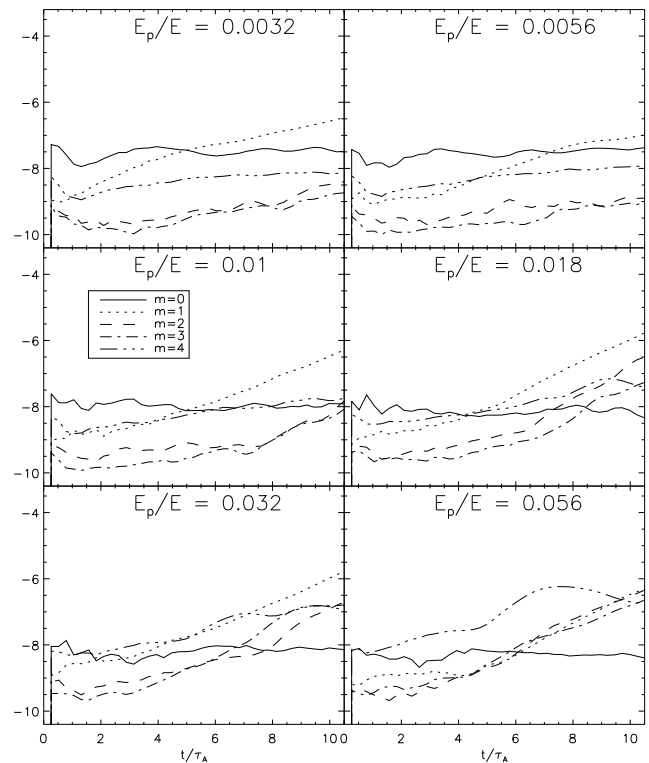 E_p/E = 0.0032
E_p/E = 0.0056
-4
-6
-8
-10
E_p/E = 0.01
E_p/E = 0.018
-4
-6
-8
-10
m=0
m=1
m=2
m=3
m=4
E_p/E = 0.032
E_p/E = 0.056
-4
-6
-8
-10
0 2 4 6 8 10 0 2 4 6 8 10
t/τ_A t/τ_A